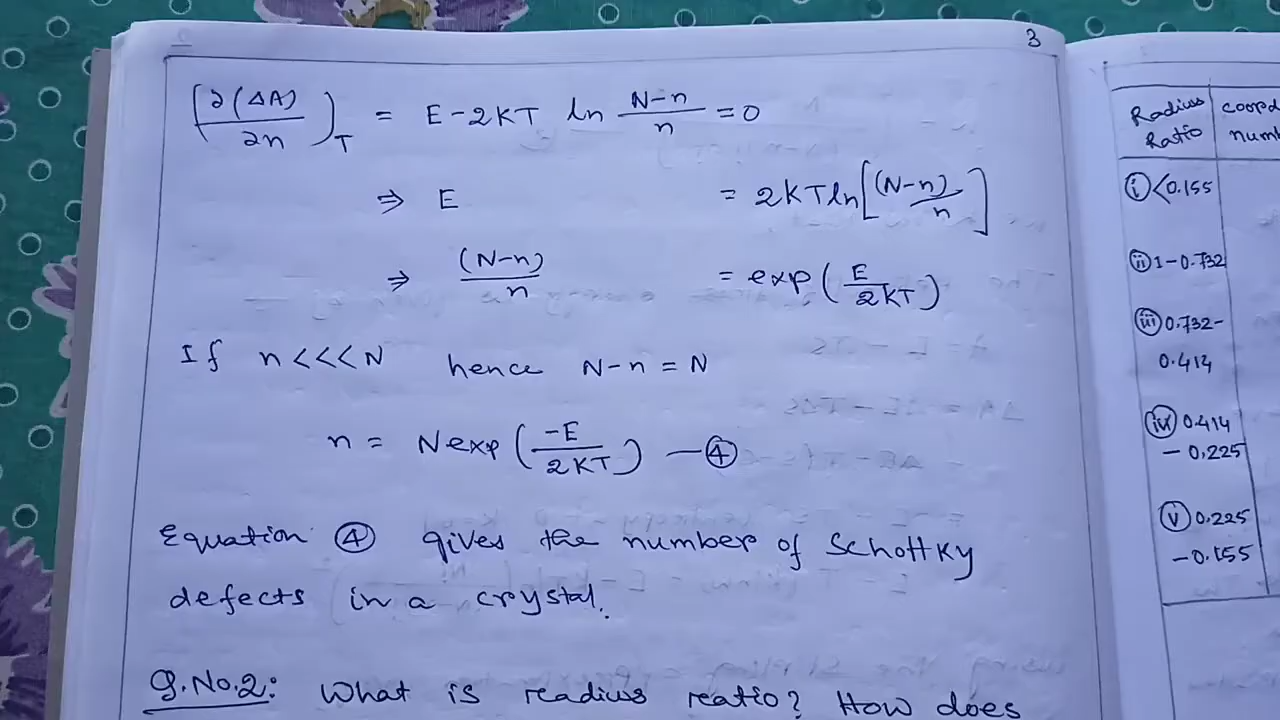 3
(∂(ΔA)/∂n)T = E-2KT ln N-n/n = 0
⇒ E = 2KT ln[(N-n)/n]
⇒ (N-n)/n = exp(E/2KT)
If n<<<N hence N-n = N
n = N exp(-E/2KT) —④
Equation ④ gives the number of Schottky
defects in a crystal.
Q.No.2: What is radius reatio? How does
Radius
Ratio
coord
numb
(i) <0.155
(ii) 1-0.732
(iii) 0.732-
0.414
(iv) 0.414
- 0.225
(v) 0.225
-0.155